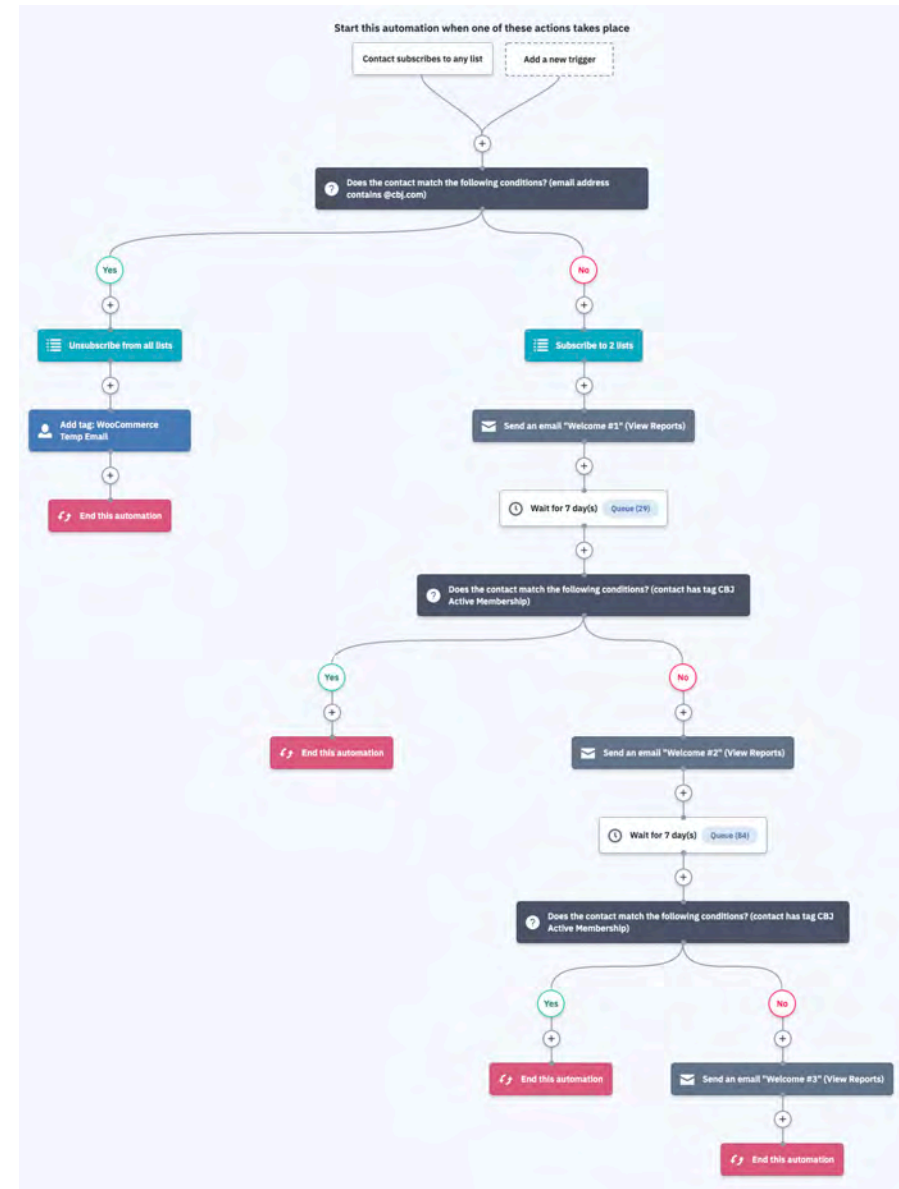 Start this automation when one of these actions takes place
Contact subscribes to any list
Add a new trigger
Does the contact match the following conditions? (email address
contains @cbj.com)
Yes
No
Unsubscribe from all lists
Subscribe to 2 lists
Add tag: WooCommerce
Temp Email
Send an email "Welcome #1" (View Reports)
End this automation
Wait for 7 day(s)
Queue (29)
Does the contact match the following conditions? (contact has tag CBJ
Active Membership)
Yes
No
End this automation
Send an email "Welcome #2" (View Reports)
Wait for 7 day(s)
Queue (84)
Does the contact match the following conditions? (contact has tag CBJ
Active Membership)
Yes
No
End this automation
Send an email "Welcome #3" (View Reports)
End this automation